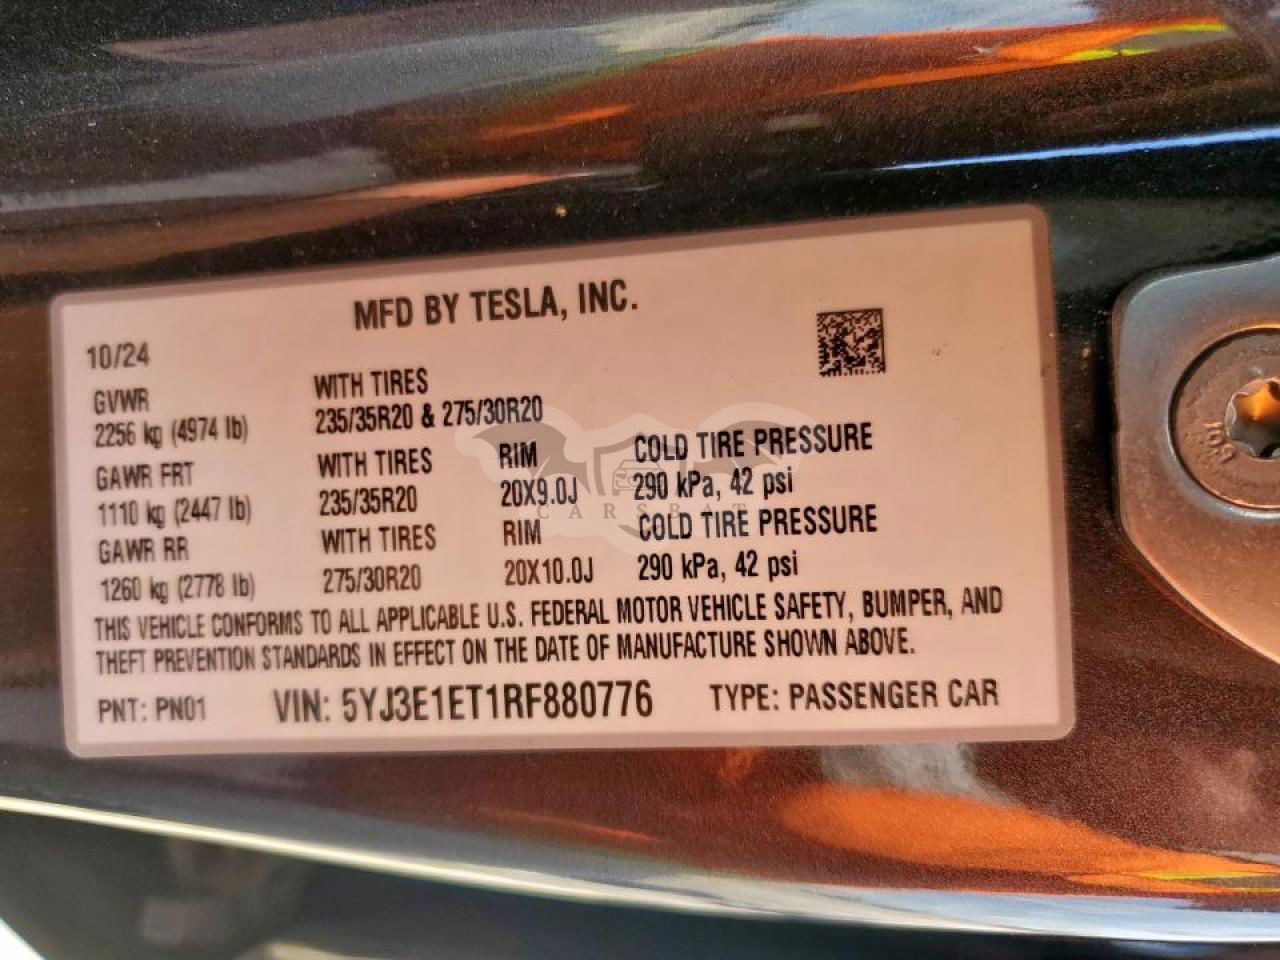 MFD BY TESLA, INC.
10/24
GVWR
2256 kg (4974 lb)
WITH TIRES
235/35R20 & 275/30R20
GAWR FRT
1110 kg (2447 lb)
WITH TIRES
235/35R20
RIM
20X9.0J
COLD TIRE PRESSURE
290 kPa, 42 psi
GAWR RR
1260 kg (2778 lb)
WITH TIRES
275/30R20
RIM
20X10.0J
COLD TIRE PRESSURE
290 kPa, 42 psi
THIS VEHICLE CONFORMS TO ALL APPLICABLE U.S. FEDERAL MOTOR VEHICLE SAFETY, BUMPER, AND
THEFT PREVENTION STANDARDS IN EFFECT ON THE DATE OF MANUFACTURE SHOWN ABOVE.
PNT: PN01 VIN: 5YJ3E1ET1RF880776 TYPE: PASSENGER CAR
CARSBAT